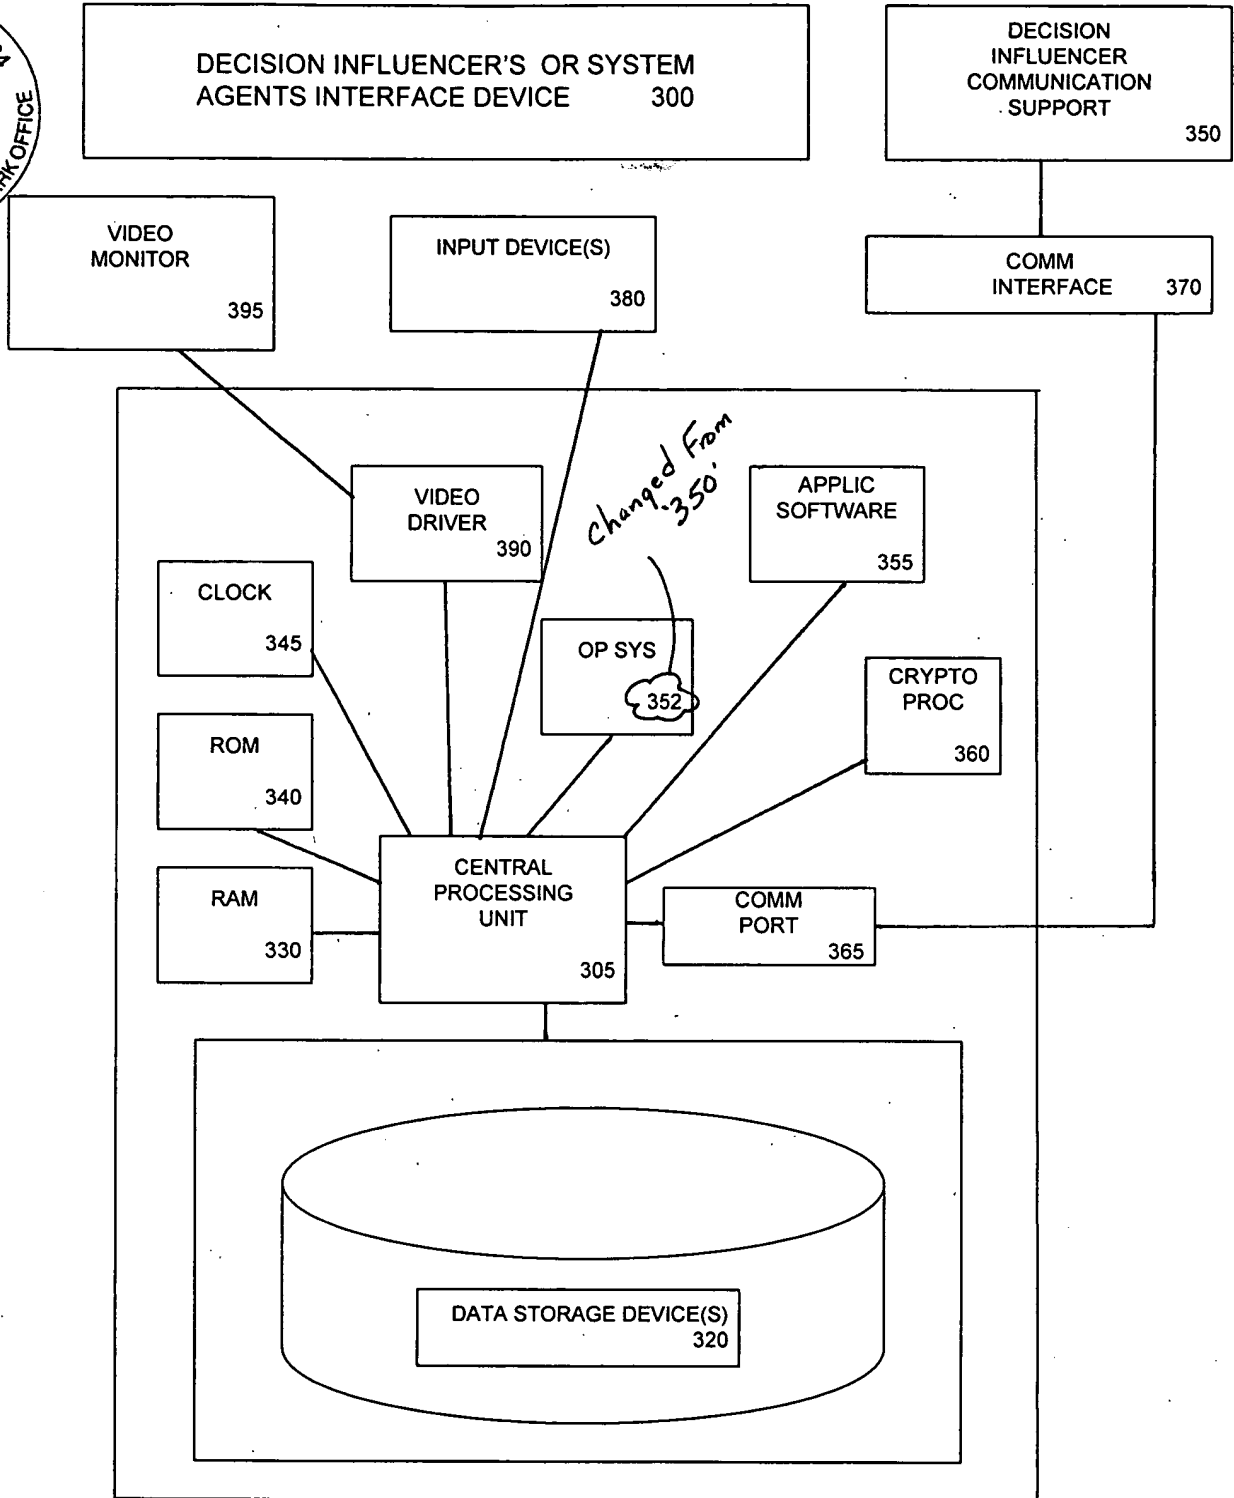 DECISION INFLUENCER'S OR SYSTEM
AGENTS INTERFACE DEVICE 300
DECISION
INFLUENCER
COMMUNICATION
SUPPORT
350
OFFICE
VIDEO
MONITOR
395
INPUT DEVICE(S)
380
COMM
INTERFACE 370
changed From
'350'
VIDEO
DRIVER
390
APPLIC
SOFTWARE
355
CLOCK
345
OP SYS
352
CRYPTO
PROC
360
ROM
340
CENTRAL
PROCESSING
UNIT
305
RAM
330
COMM
PORT
365
DATA STORAGE DEVICE(S)
320